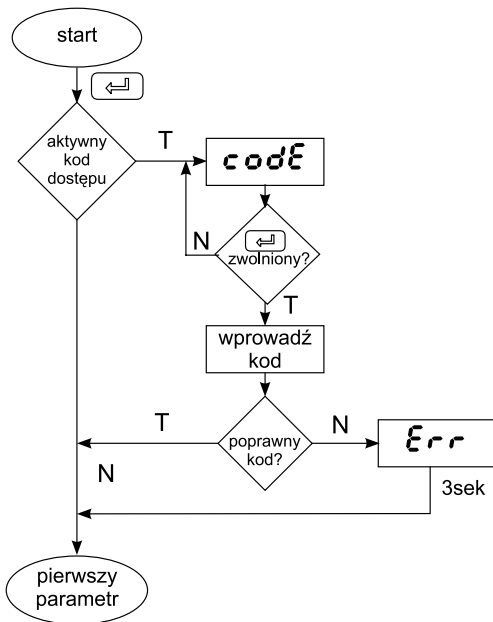 start
aktywny
kod
dostępu
T
codE
N
zwolniony?
T
wprowadź
kod
T
poprawny
kod?
N
Err
N
3sek
pierwszy
parametr